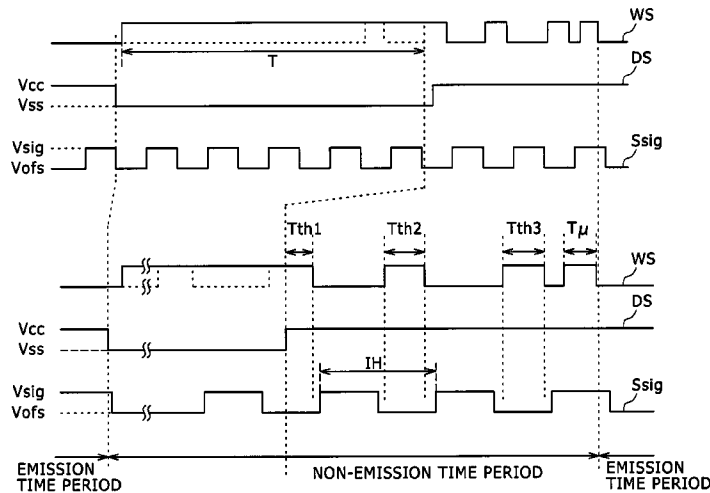 WS
T
DS
Vcc
Vss
Ssig
Vsig
Vofs
Tth1 Tth2 Tth3 Tμ
WS
DS
Vcc
Vss
IH
Ssig
Vsig
Vofs
EMISSION
TIME PERIOD
NON-EMISSION TIME PERIOD
EMISSION
TIME PERIOD